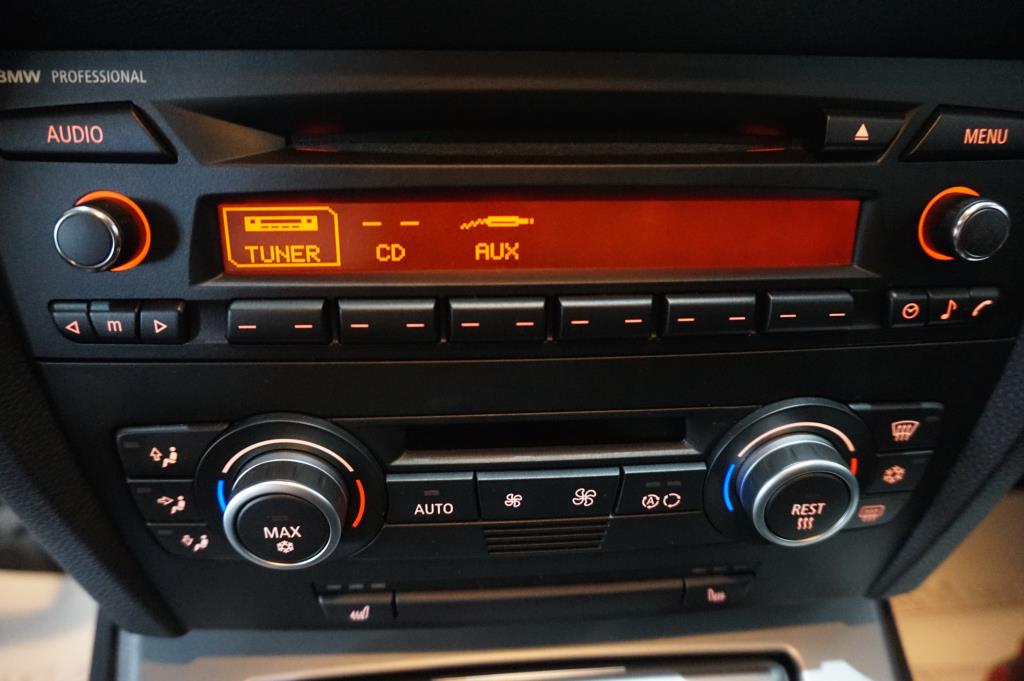 BMW PROFESSIONAL
AUDIO
MENU
TUNER
CD
AUX
m
AUTO
MAX
REST